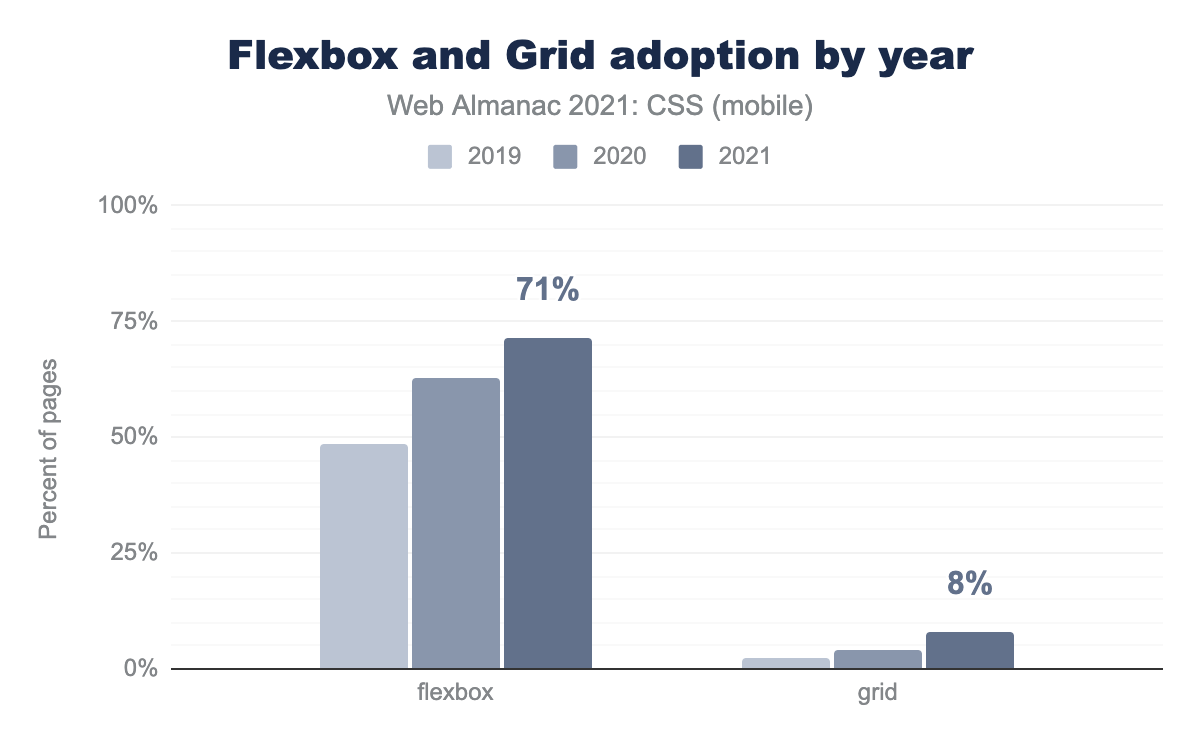 Flexbox and Grid adoption by year
Web Almanac 2021: CSS (mobile)
2019 2020 2021
100%
75%
50%
25%
0%
Percent of pages
71%
8%
flexbox grid